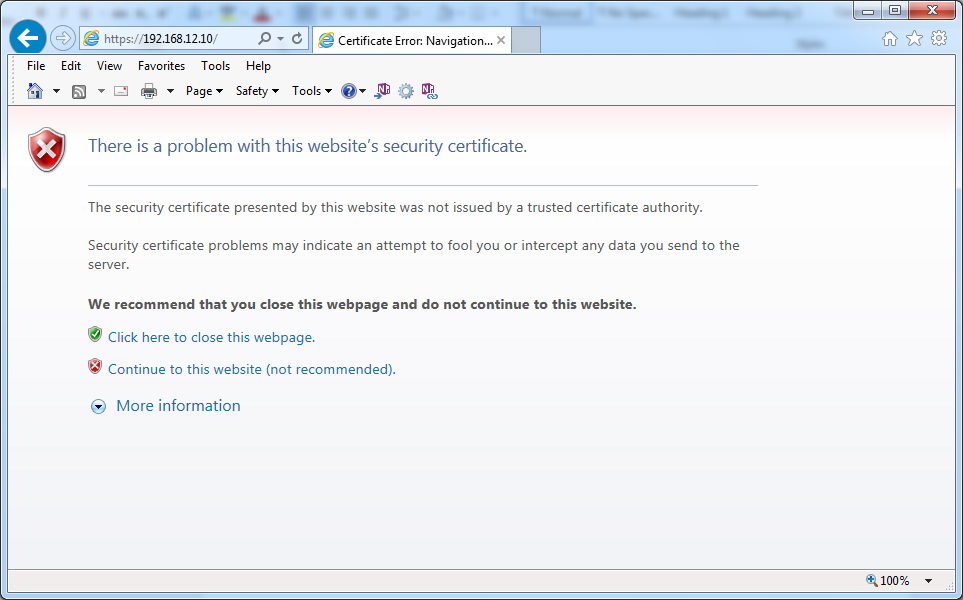 https://192.168.12.10/
Certificate Error: Navigation...
File Edit View Favorites Tools Help
Page Safety Tools
There is a problem with this website's security certificate.
The security certificate presented by this website was not issued by a trusted certificate authority.
Security certificate problems may indicate an attempt to fool you or intercept any data you send to the
server.
We recommend that you close this webpage and do not continue to this website.
Click here to close this webpage.
Continue to this website (not recommended).
More information
100%